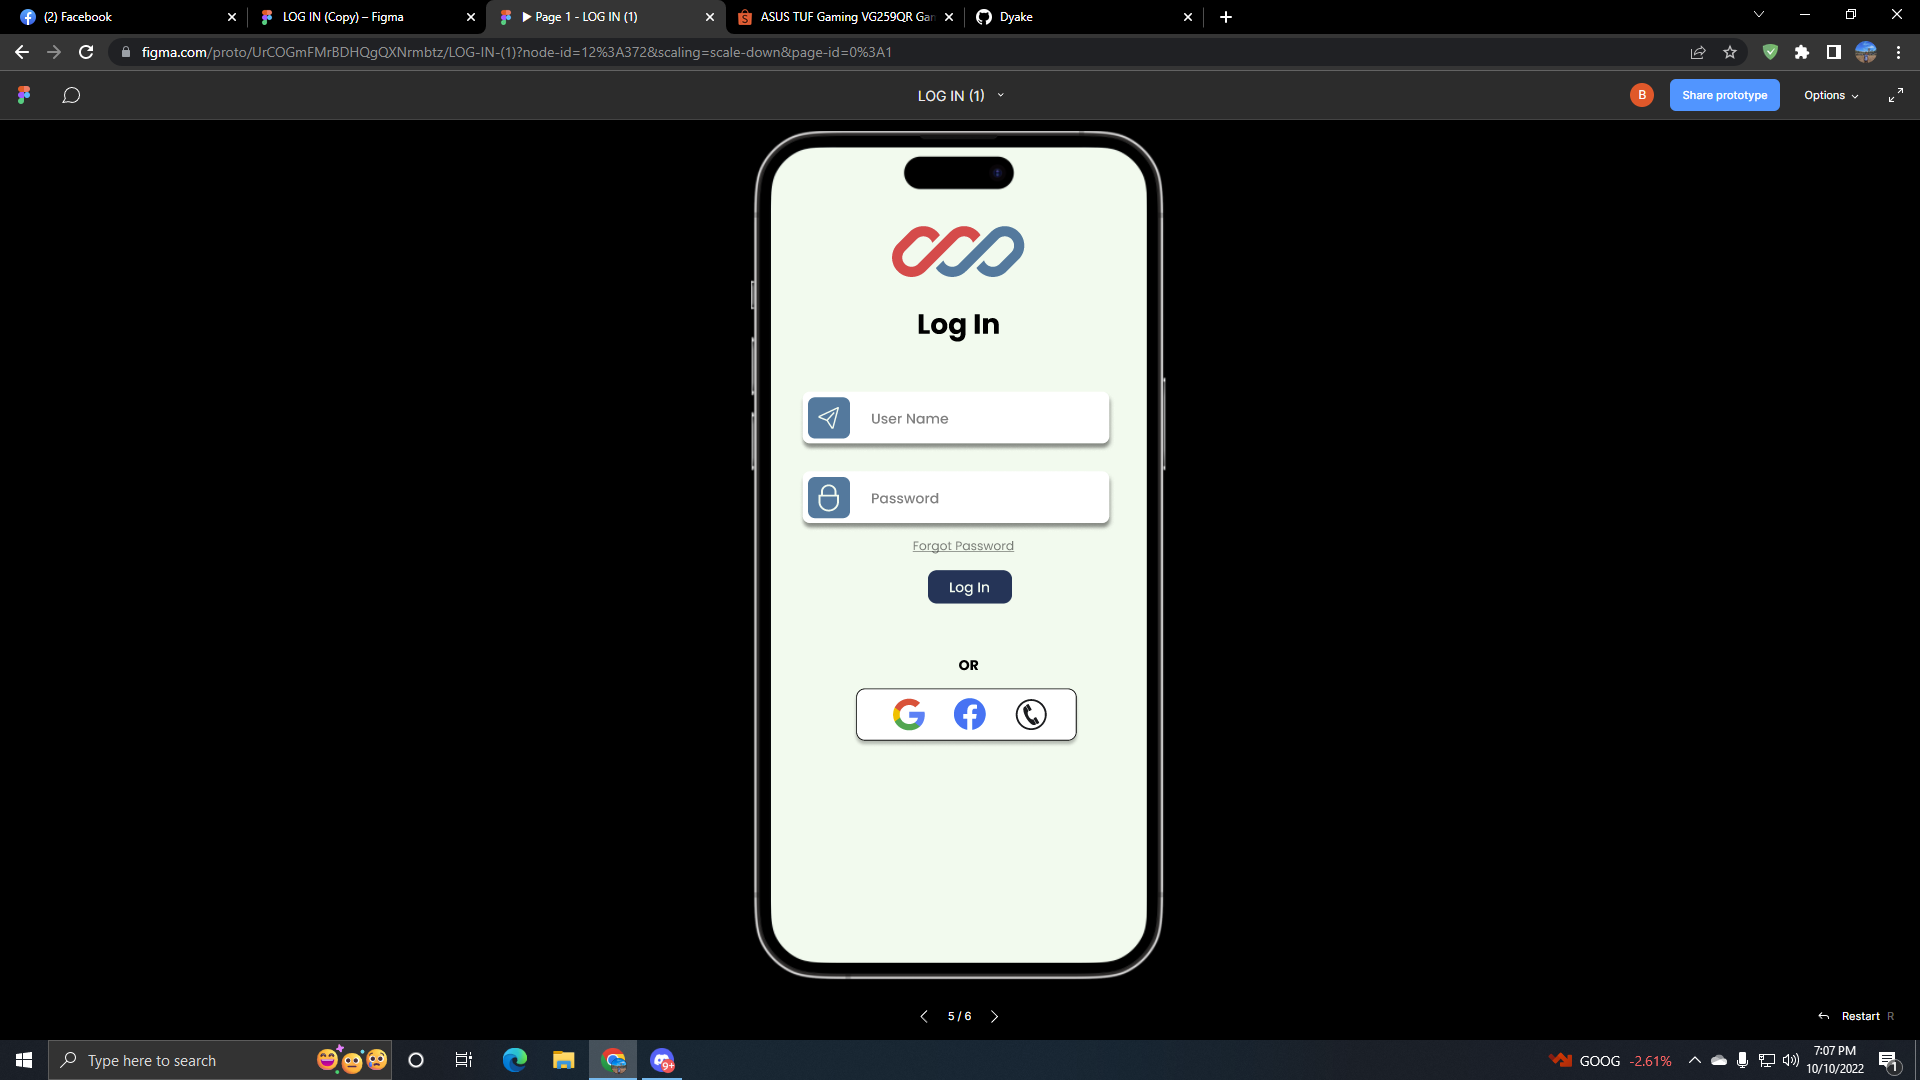 (2) Facebook
LOG IN (Copy) – Figma
▶ Page 1 - LOG IN (1)
ASUS TUF Gaming VG259QR Gan
Dyake
figma.com/proto/UrCOGmFMrBDHQgQXNrmbtz/LOG-IN-(1)?node-id=12%3A372&scaling=scale-down&page-id=0%3A1
LOG IN (1)
B
Share prototype
Options
Log In
User Name
Password
Forgot Password
Log In
OR
5 / 6
Restart R
Type here to search
9+
GOOG -2.61%
7:07 PM
10/10/2022
1